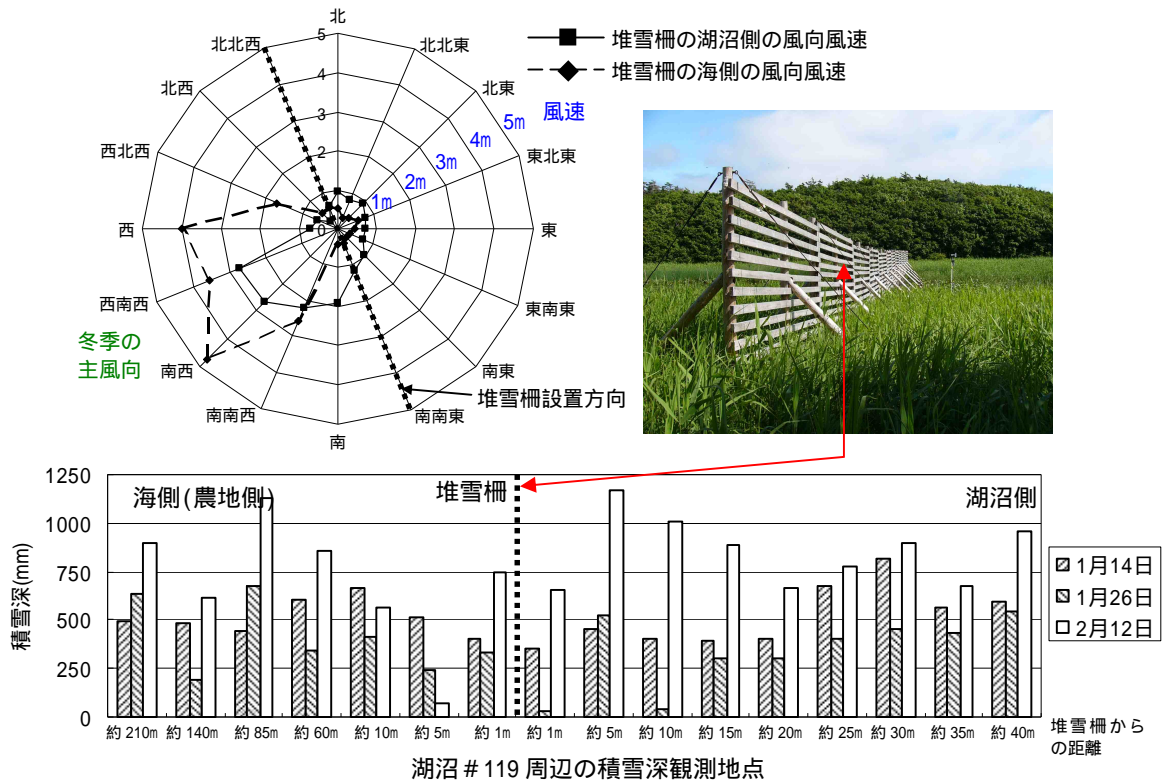 北
北北東
北東
東北東
東
東南東
南東
南南東
南
南南西
南西
西南西
西
西北西
北西
北北西
5
4
3
2
0
1m
2m
3m
4m
5m
風速
冬季の
主風向
堆雪柵の湖沼側の風向風速
堆雪柵の海側の風向風速
堆雪柵設置方向
積雪深(mm)
1250
1000
750
500
250
0
海側(農地側)
堆雪柵
湖沼側
1月14日
1月26日
2月12日
約 210m 約 140m 約 85m 約 60m 約 10m 約 5m 約 1m 約 1m 約 5m 約 10m 約 15m 約 20m 約 25m 約 30m 約 35m 約 40m
堆雪柵から
の距離
湖沼#119 周辺の積雪深観測地点